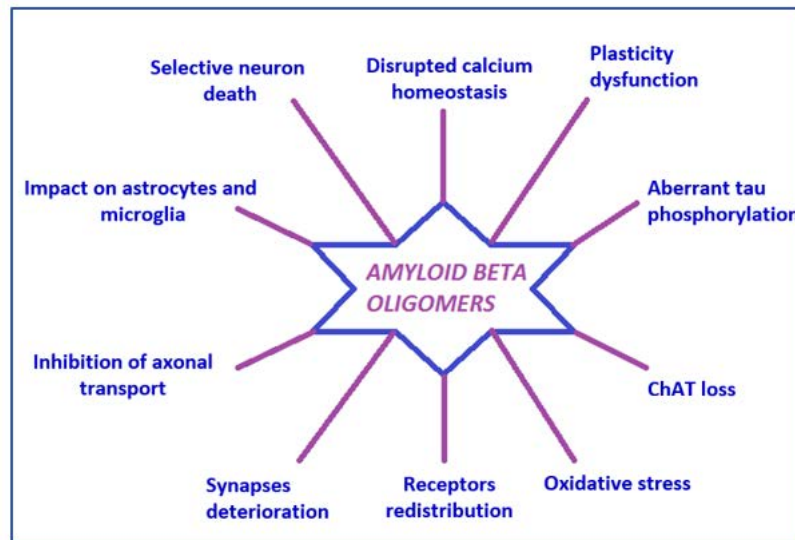 Selective neuron
death
Disrupted calcium
homeostasis
Plasticity
dysfunction
Impact on astrocytes and
microglia
Aberrant tau
phosphorylation
AMYLOID BETA
OLIGOMERS
Inhibition of axonal
transport
ChAT loss
Synapses
deterioration
Receptors
redistribution
Oxidative stress